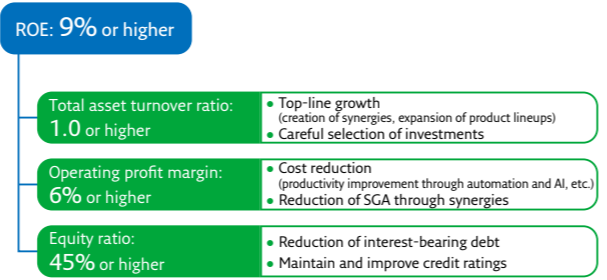 ROE: 9% or higher
Total asset turnover ratio:
1.0 or higher
• Top-line growth
(creation of synergies, expansion of product lineups)
• Careful selection of investments
Operating profit margin:
6% or higher
• Cost reduction
(productivity improvement through automation and AI, etc.)
• Reduction of SGA through synergies
Equity ratio:
45% or higher
• Reduction of interest-bearing debt
• Maintain and improve credit ratings